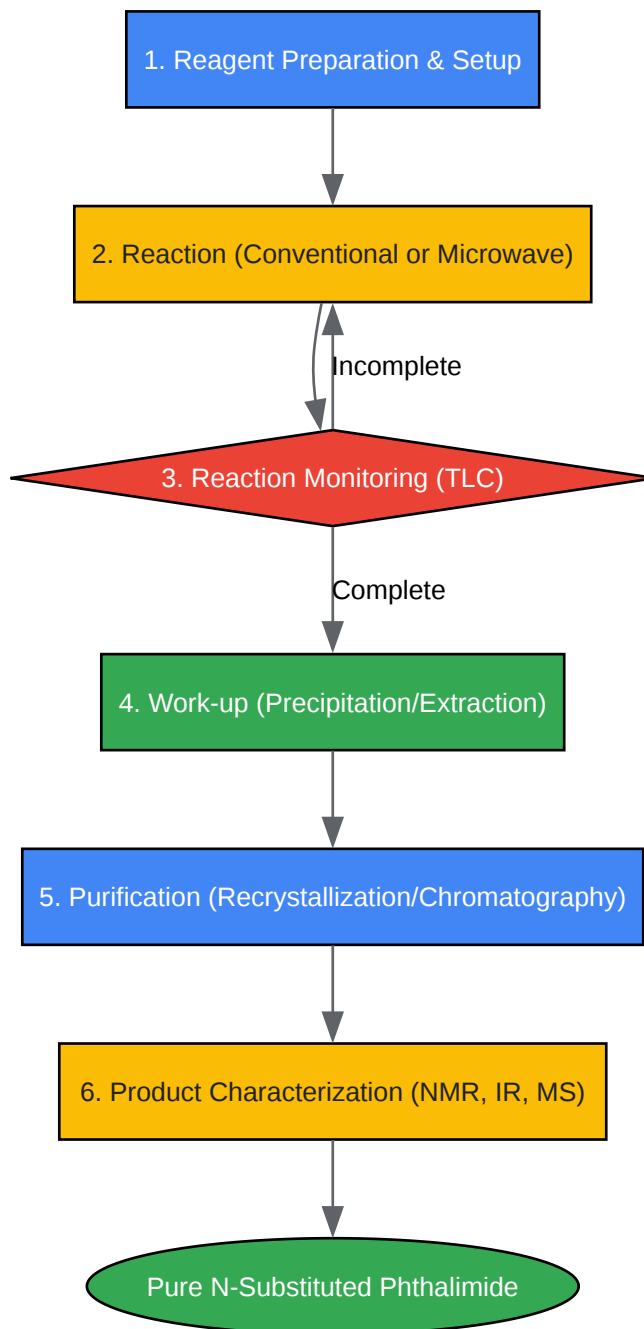 1. Reagent Preparation & Setup
2. Reaction (Conventional or Microwave)
Incomplete
3. Reaction Monitoring (TLC)
Complete
4. Work-up (Precipitation/Extraction)
5. Purification (Recrystallization/Chromatography)
6. Product Characterization (NMR, IR, MS)
Pure N-Substituted Phthalimide